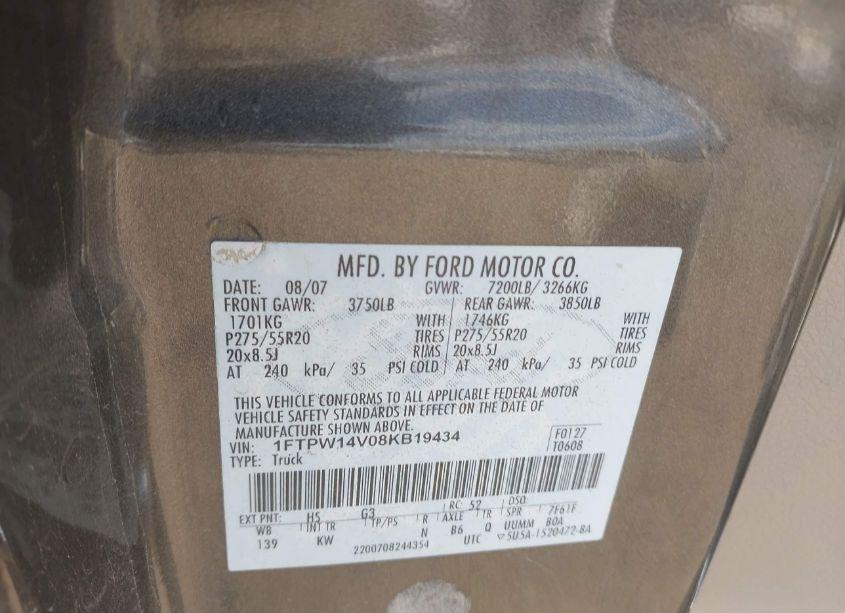 MFD. BY FORD MOTOR CO.
DATE: 08/07 GVWR: 7200LB/ 3266KG
FRONT GAWR: 3750LB REAR GAWR: 3850LB
1701KG WITH 1746KG WITH
P275/55R20 TIRES P275/55R20 TIRES
20x8.5J RIMS 20x8.5J RIMS
AT 240 kPa/ 35 PSI COLD AT 240 kPa/ 35 PSI COLD
THIS VEHICLE CONFORMS TO ALL APPLICABLE FEDERAL MOTOR
VEHICLE SAFETY STANDARDS IN EFFECT ON THE DATE OF
MANUFACTURE SHOWN ABOVE.
VIN: 1FTPW14V08KB19434 F0127
TYPE: Truck T0608
EXT PNT: HS G3 RC: 52 DSO:
WB INT TR TP/PS R AXLE TR SPR 7F61F
139 KW N B6 Q UUMM BOA
2200708244354 UTC ▽5U5A-1520472-BA